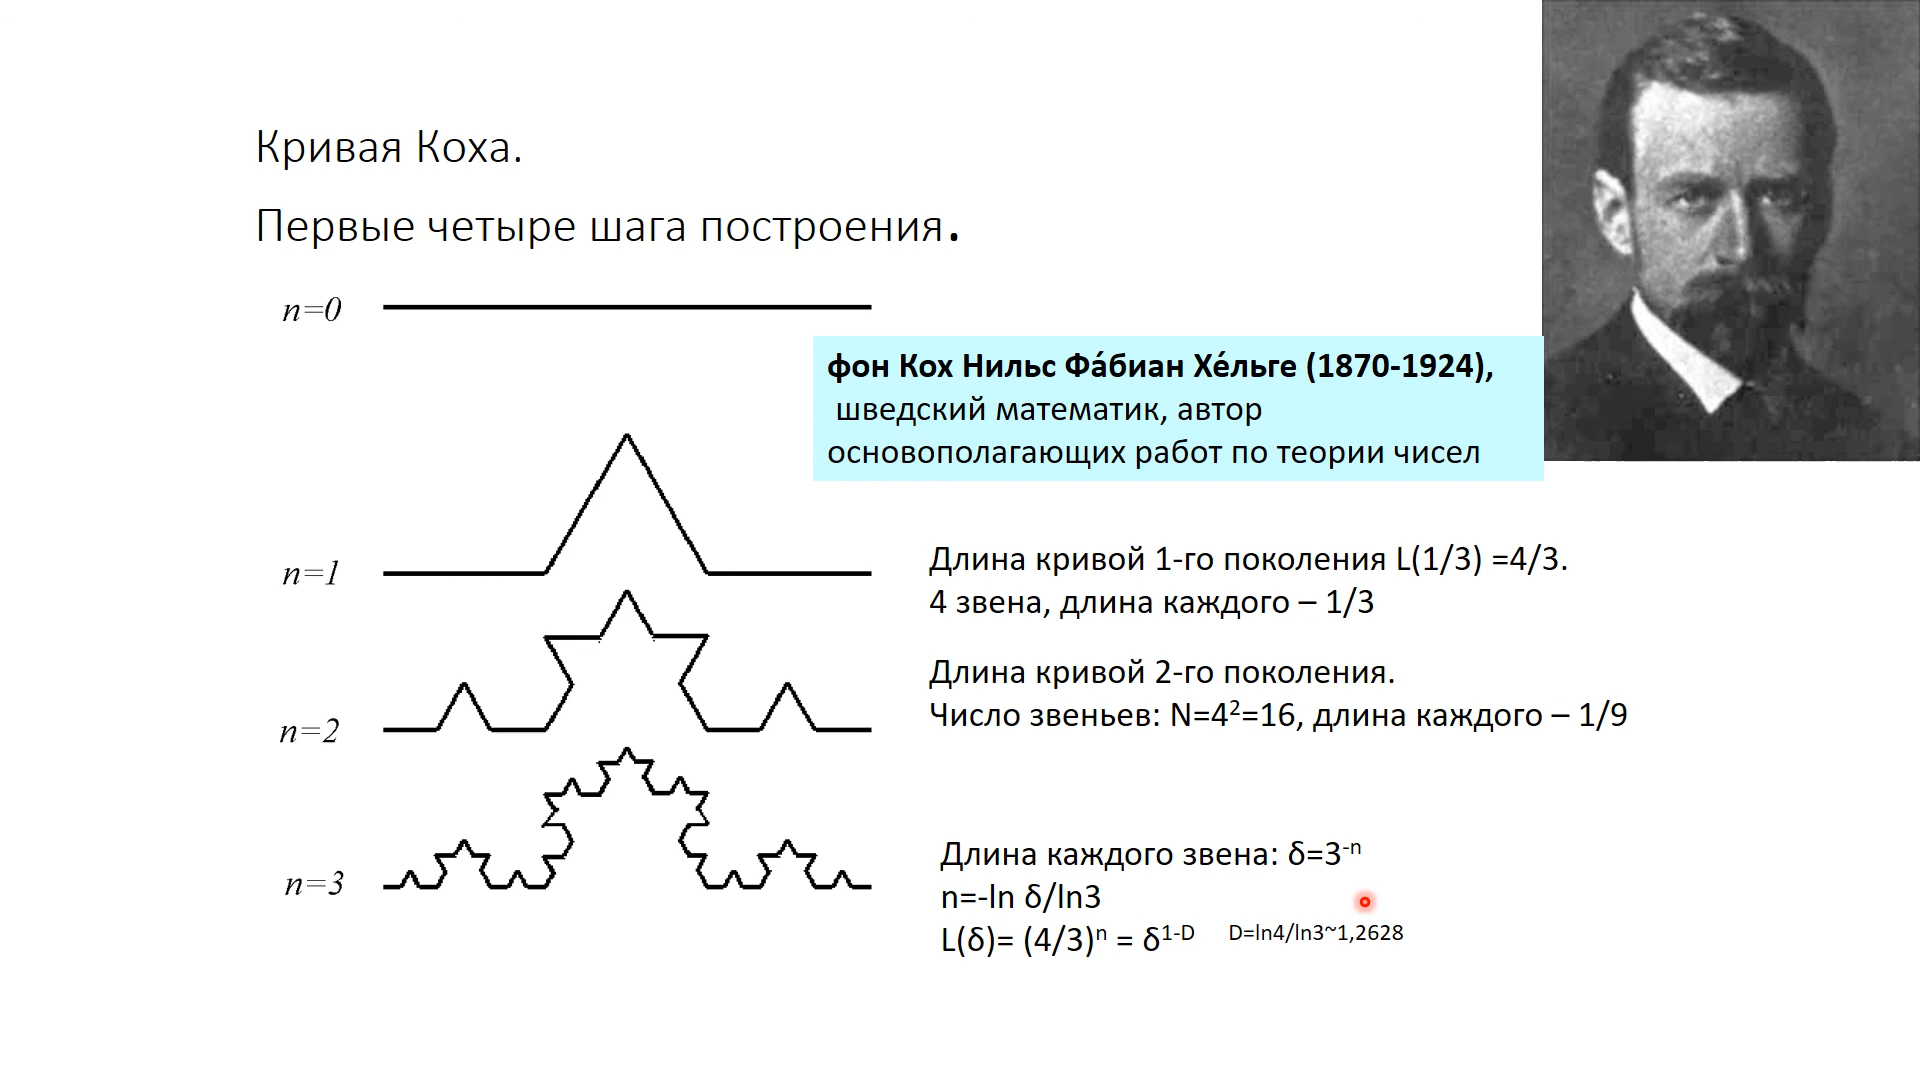 Кривая Коха.
Первые четыре шага построения.
n=0
фон Кох Нильс Фа́биан Хе́льге (1870-1924),
шведский математик, автор
основополагающих работ по теории чисел
n=1
Длина кривой 1-го поколения L(1/3) =4/3.
4 звена, длина каждого – 1/3
n=2
Длина кривой 2-го поколения.
Число звеньев: N=4²=16, длина каждого – 1/9
n=3
Длина каждого звена: δ=3⁻ⁿ
n=-ln δ/ln3
L(δ)= (4/3)ⁿ = δ¹⁻ᴰ D=ln4/ln3~1,2628